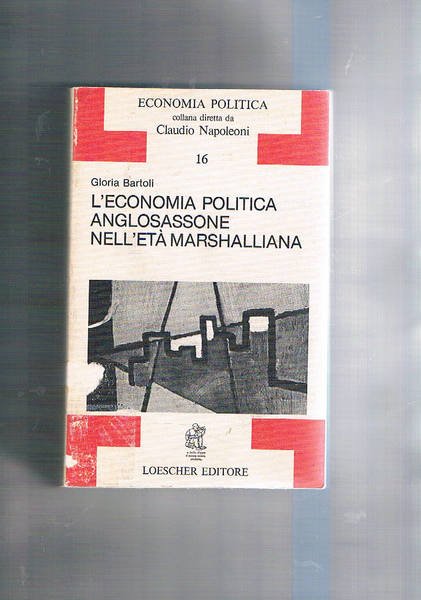 ECONOMIA POLITICA
collana diretta da
Claudio Napoleoni
16
Gloria Bartoli
L'ECONOMIA POLITICA
ANGLOSASSONE
NELL'ETÀ MARSHALLIANA
LOESCHER EDITORE